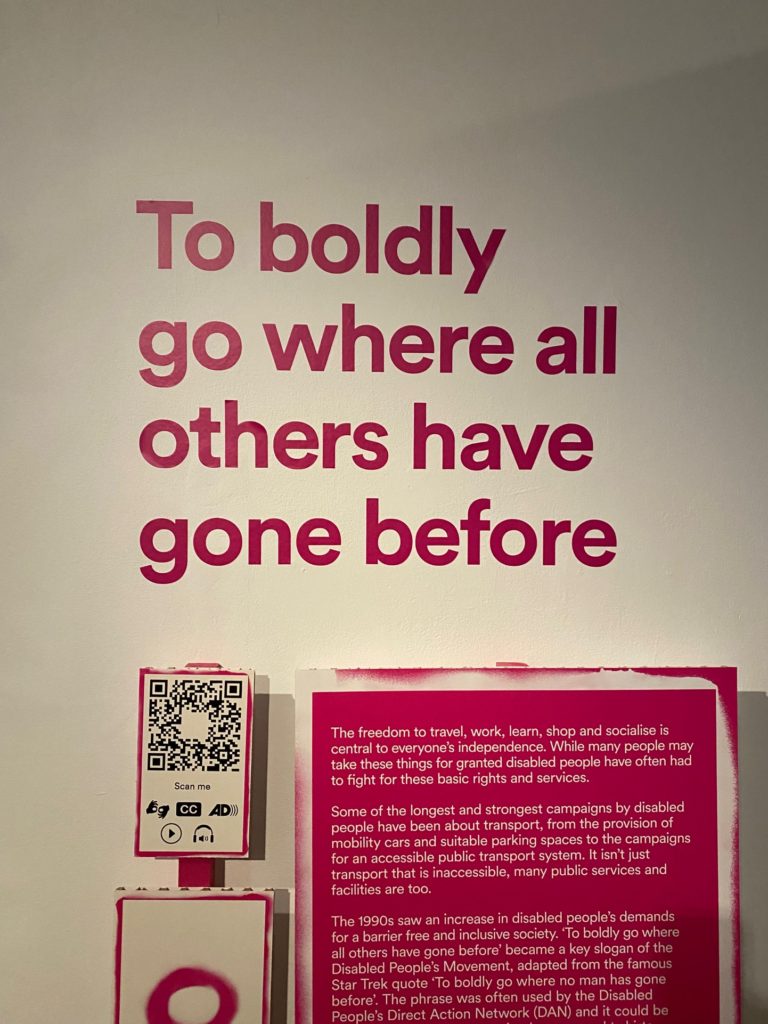 To boldly
go where all
others have
gone before
Scan me
CC
AD
The freedom to travel, work, learn, shop and socialise is
central to everyone's independence. While many people may
take these things for granted disabled people have often had
to fight for these basic rights and services.
Some of the longest and strongest campaigns by disabled
people have been about transport, from the provision of
mobility cars and suitable parking spaces to the campaigns
for an accessible public transport system. It isn't just
transport that is inaccessible, many public services and
facilities are too.
The 1990s saw an increase in disabled people's demands
for a barrier free and inclusive society. 'To boldly go where
all others have gone before' became a key slogan of the
Disabled People's Movement, adapted from the famous
Star Trek quote 'To boldly go where no man has gone
before'. The phrase was often used by the Disabled
People's Direct Action Network (DAN) and it could be